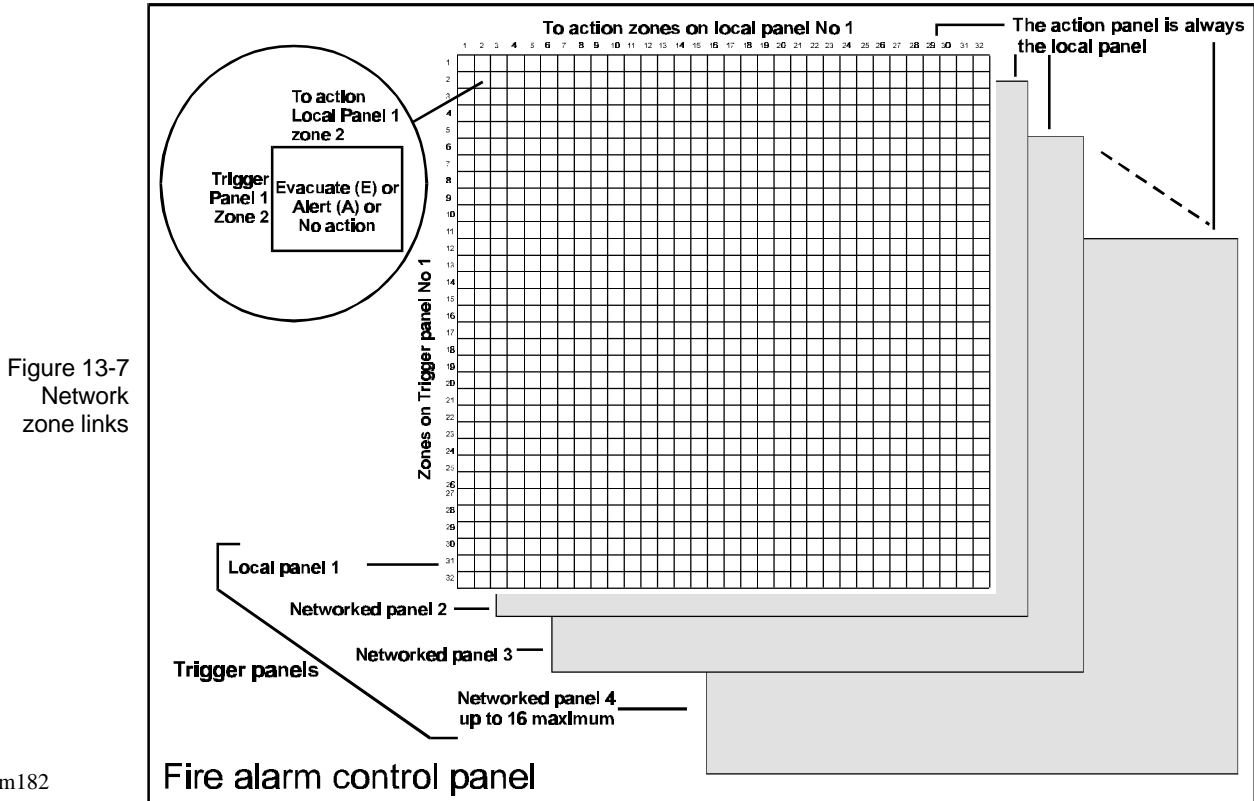 To action zones on local panel No 1
The action panel is always
the local panel
1 2 3 4 5 6 7 8 9 10 11 12 13 14 15 16 17 18 19 20 21 22 23 24 25 26 27 28 29 30 31 32
To action
Local Panel 1
zone 2
Trigger
Panel 1
Zone 2
Evacuate (E) or
Alert (A) or
No action
Zones on Trigger panel No 1
1
2
3
4
5
6
7
8
9
10
11
12
13
14
15
16
17
18
19
20
21
22
23
24
25
26
27
28
29
30
31
32
Figure 13-7
Network
zone links
Local panel 1
Networked panel 2
Networked panel 3
Trigger panels
Networked panel 4
up to 16 maximum
Fire alarm control panel
m182